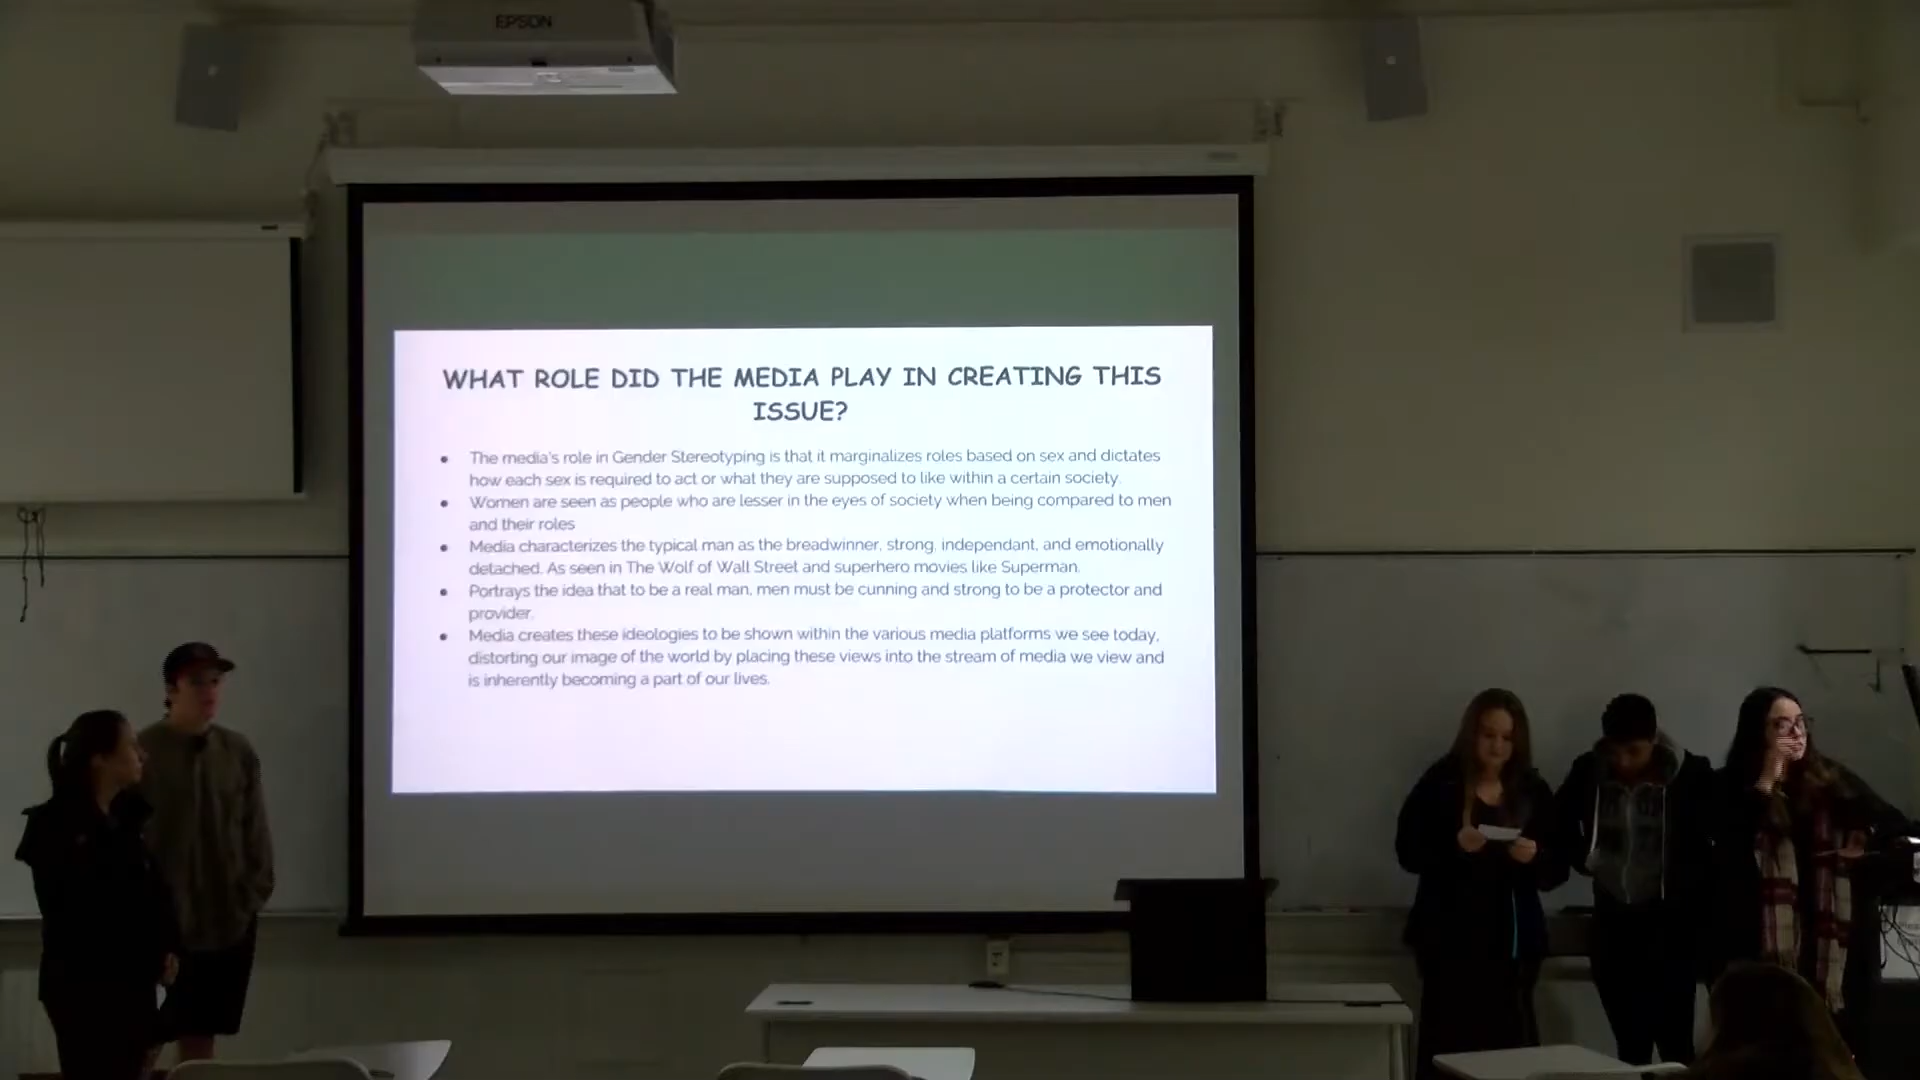 EPSON
WHAT ROLE DID THE MEDIA PLAY IN CREATING THIS
ISSUE?
● The media's role in Gender Stereotyping is that it marginalizes roles based on sex and dictates
how each sex is required to act or what they are supposed to like within a certain society.
● Women are seen as people who are lesser in the eyes of society when being compared to men
and their roles
● Media characterizes the typical man as the breadwinner, strong, independant, and emotionally
detached. As seen in The Wolf of Wall Street and superhero movies like Superman.
● Portrays the idea that to be a real man, men must be cunning and strong to be a protector and
provider.
● Media creates these ideologies to be shown within the various media platforms we see today,
distorting our image of the world by placing these views into the stream of media we view and
is inherently becoming a part of our lives.